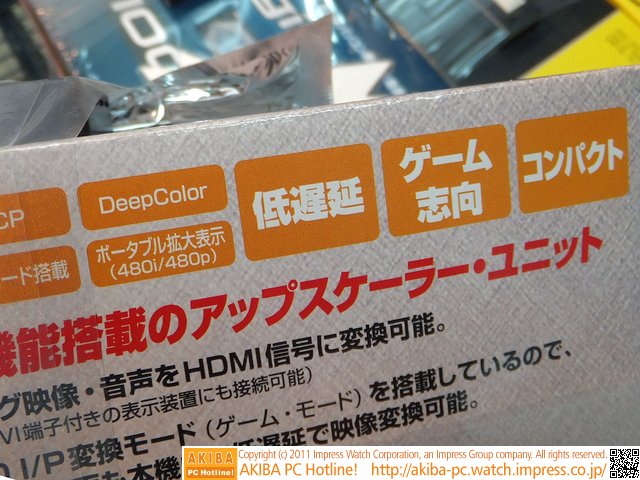 CP
DeepColor
低遅延
ゲーム
志向
コンパクト
ード搭載
ポータブル拡大表示
(480i/480p)
機能搭載のアップスケーラー・ユニット
グ映像・音声をHDMI信号に変換可能。
VI端子付きの表示装置にも接続可能)
I/P変換モード(ゲーム・モード)を搭載しているので、
も本機 低遅延で映像変換可能。
AKIBA
PC Hotline!
Copyright (c) 2011 Impress Watch Corporation, an Impress Group company. All rights reserved.
AKIBA PC Hotline! http://akiba-pc.watch.impress.co.jp/